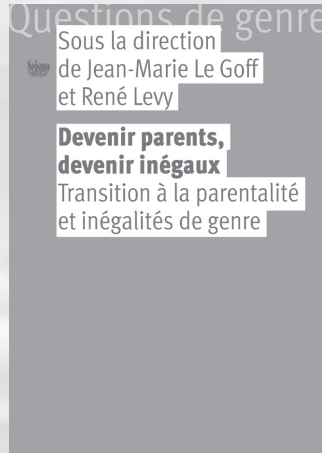 Questions de genre
Sous la direction
Seismo de Jean-Marie Le Goff
et René Levy
Devenir parents,
devenir inégaux
Transition à la parentalité
et inégalités de genre